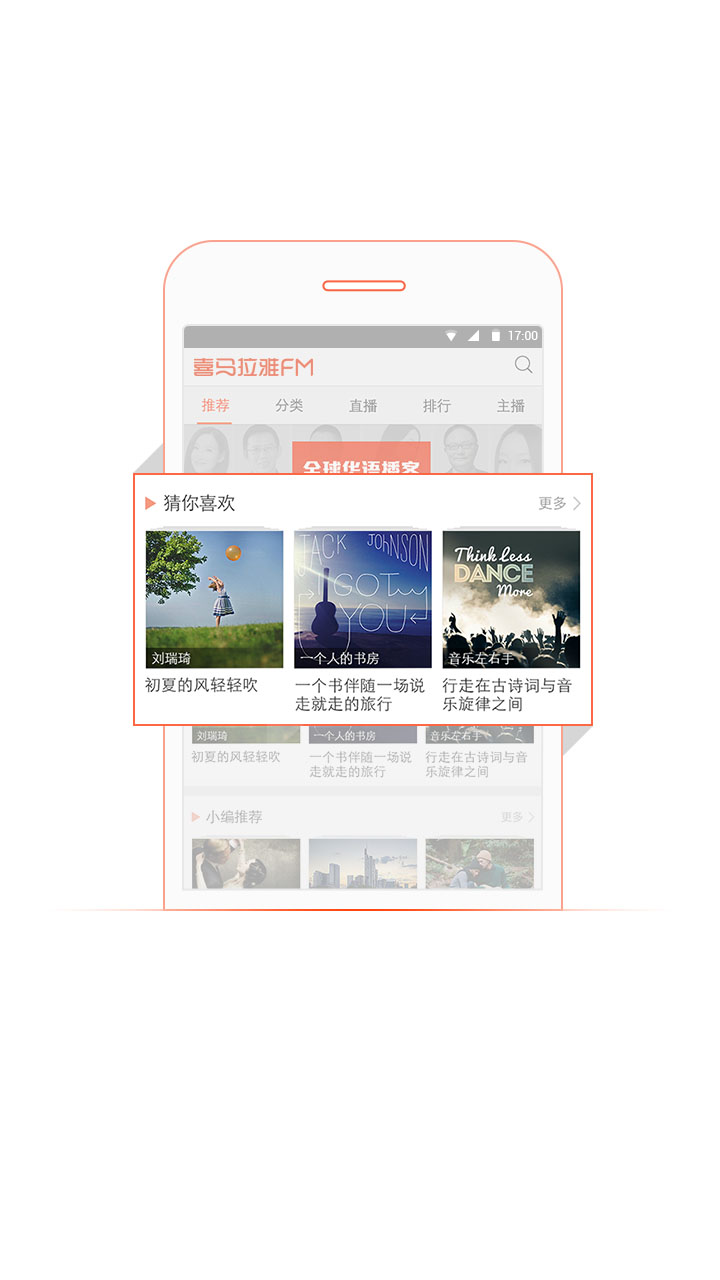 17:00
喜马拉雅FM
推荐 分类 直播 排行 主播
全球华语播客
猜你喜欢 更多
JACK JOHNSON
I GOT
YOU
Think Less
DANCE
More
刘瑞琦 一个人的书房 音乐左右手
初夏的风轻轻吹 一个书伴随一场说 行走在古诗词与音
走就走的旅行 乐旋律之间
刘瑞琦 一个人的书房 音乐左右手
初夏的风轻轻吹 一个书伴随一场说 行走在古诗词与音
走就走的旅行 乐旋律之间
小编推荐 更多